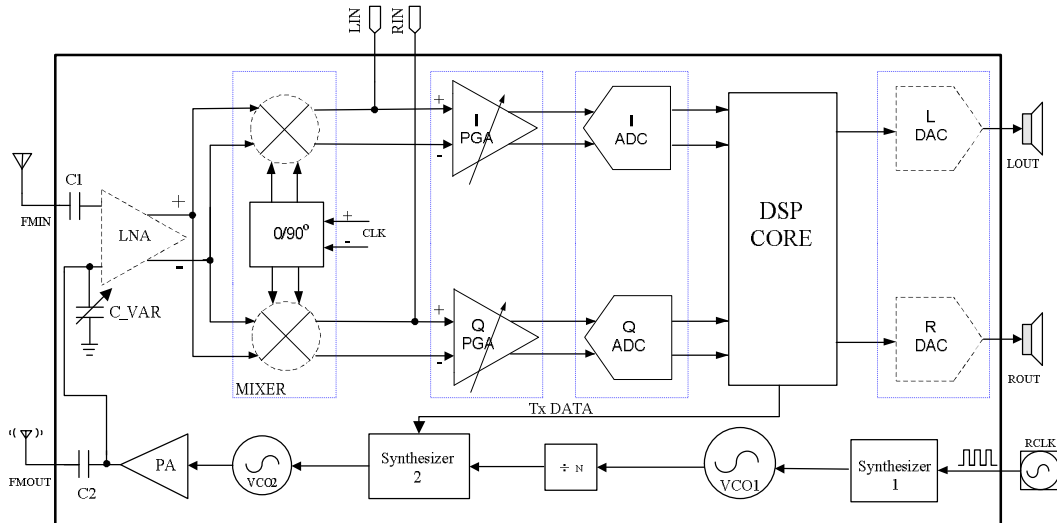 LIN
RIN
+
I
PGA
-
I
ADC
DSP
CORE
L
DAC
LOUT
C1
FMIN
+
LNA
-
0/90°
+
CLK
-
C_VAR
+
Q
PGA
-
Q
ADC
R
DAC
ROUT
MIXER
Tx DATA
((ı))
FMOUT
C2
PA
VCO2
Synthesizer
2
÷ N
VCO1
Synthesizer
1
RCLK